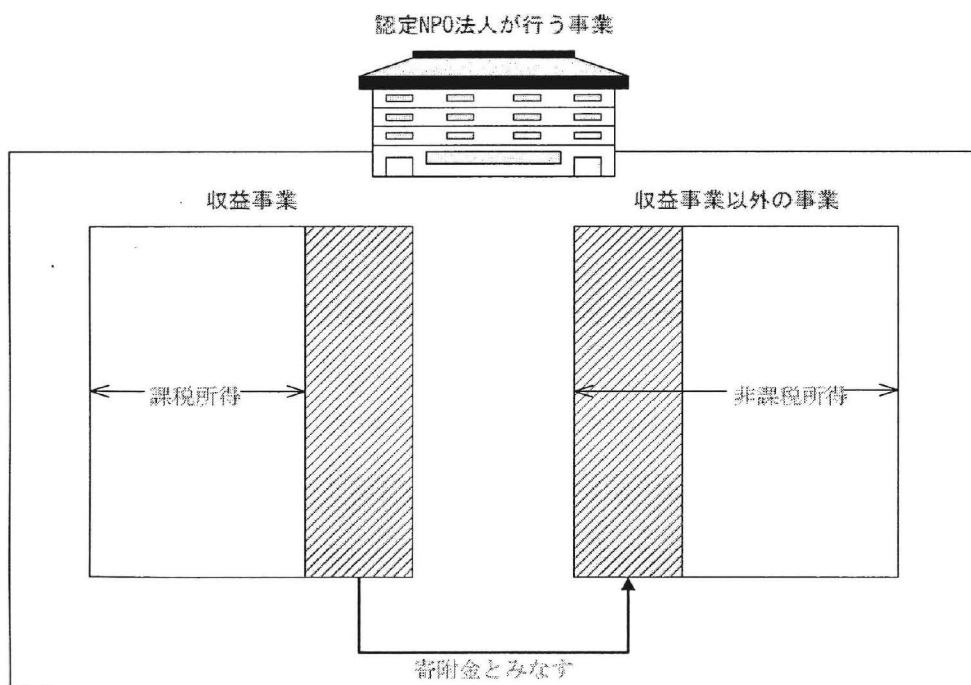 認定NPO法人が行う事業
収益事業
収益事業以外の事業
課税所得
非課税所得
寄附金とみなす